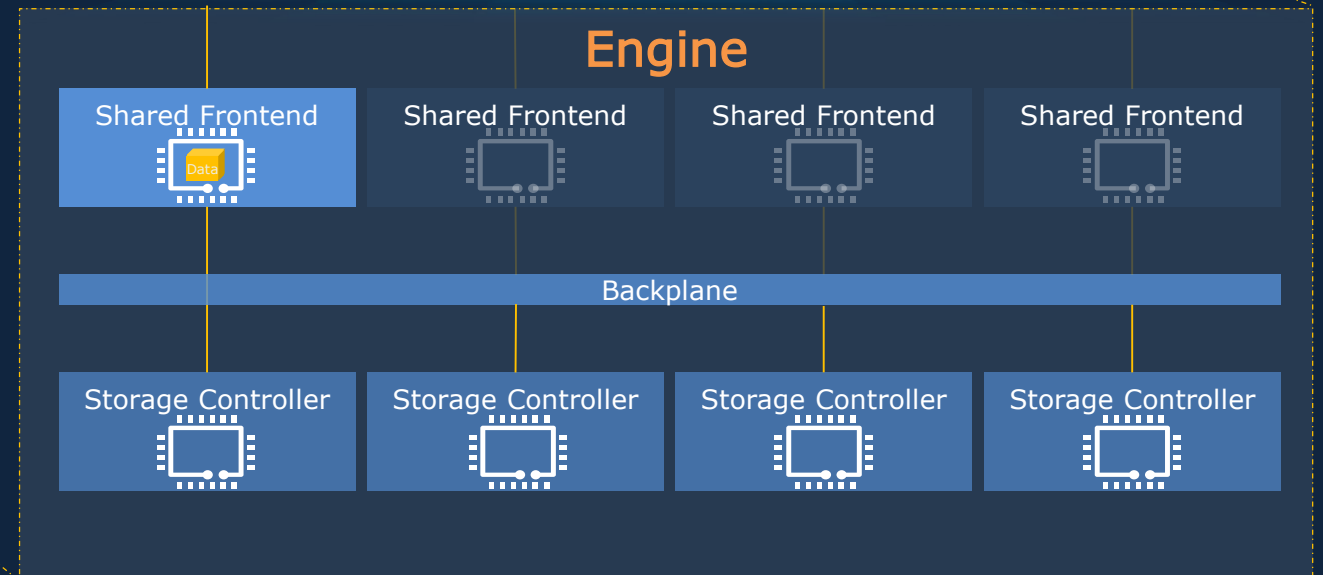 Engine
Shared Frontend
Shared Frontend
Shared Frontend
Shared Frontend
Data
Backplane
Storage Controller
Storage Controller
Storage Controller
Storage Controller